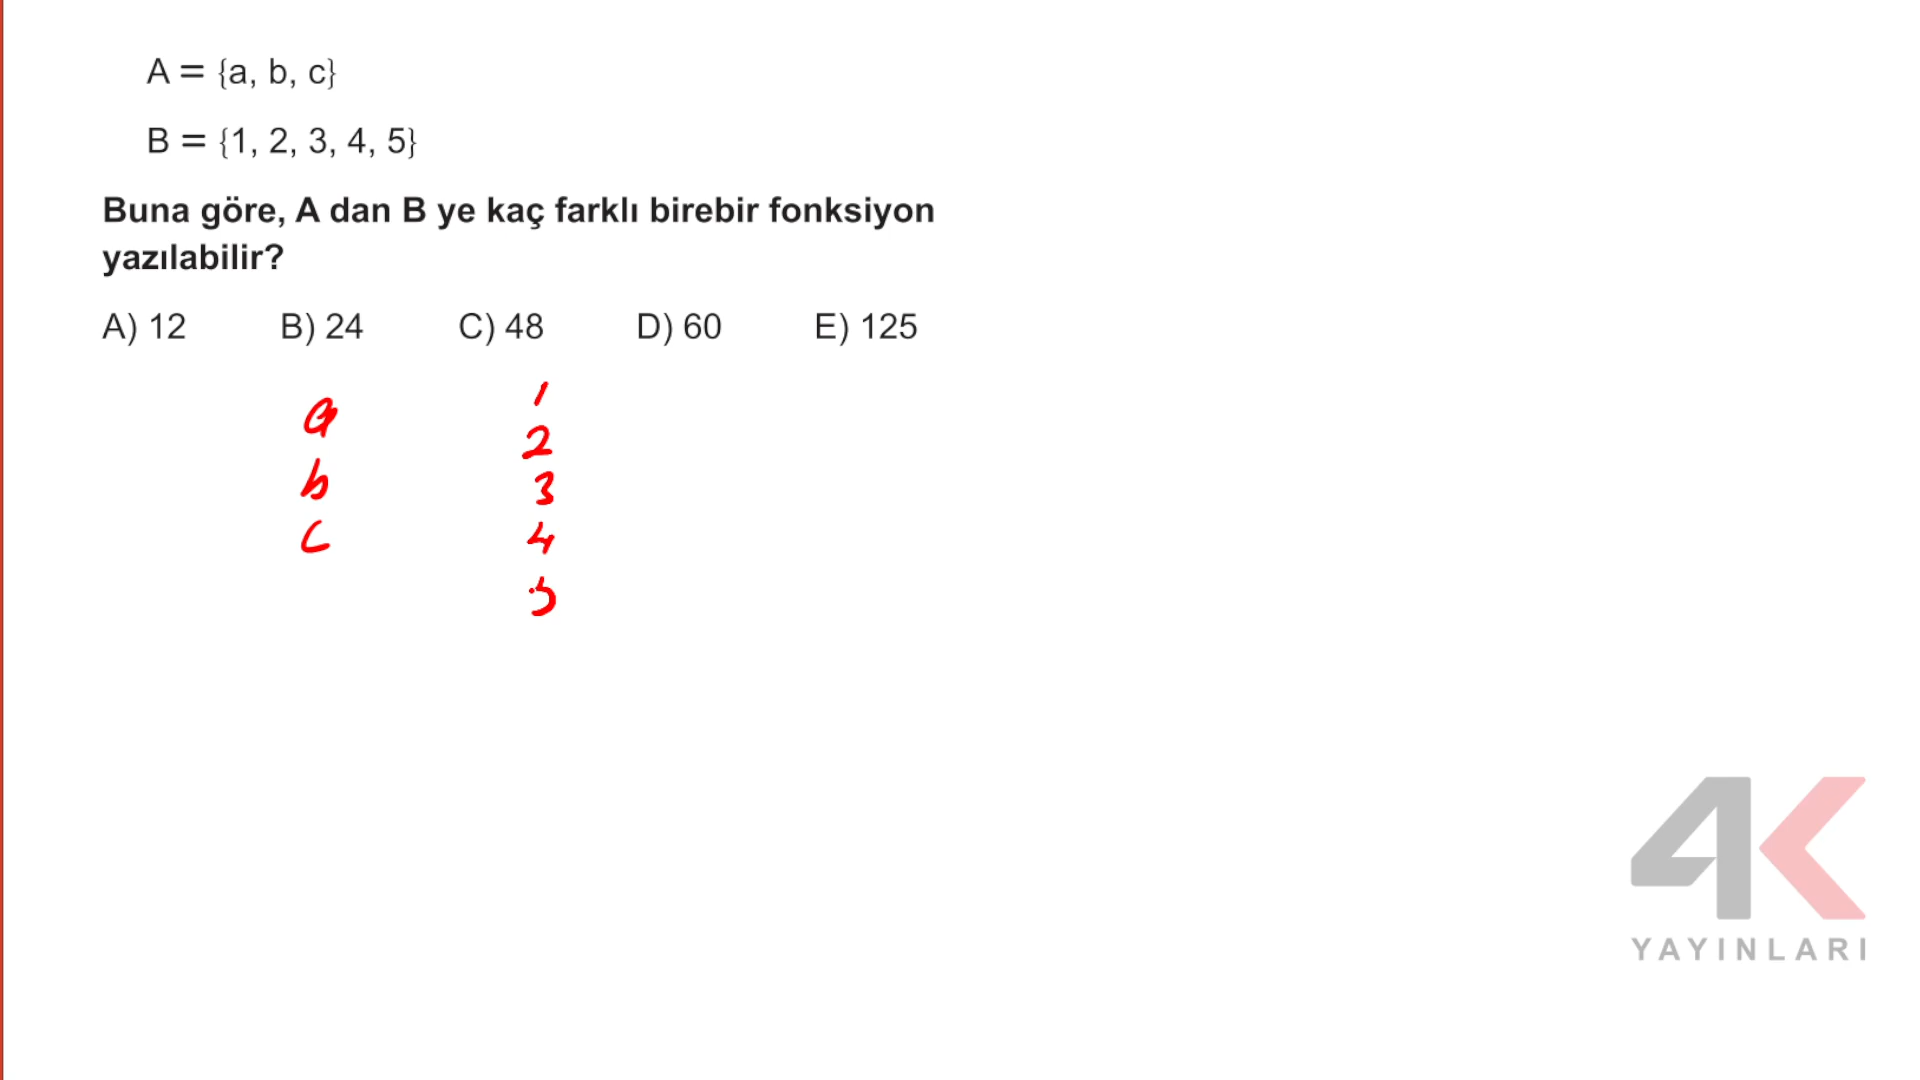 A = {a, b, c}
B = {1, 2, 3, 4, 5}
Buna göre, A dan B ye kaç farklı birebir fonksiyon
yazılabilir?
A) 12 B) 24 C) 48 D) 60 E) 125
a
b
c
1
2
3
4
5
4K
YAYINLARI